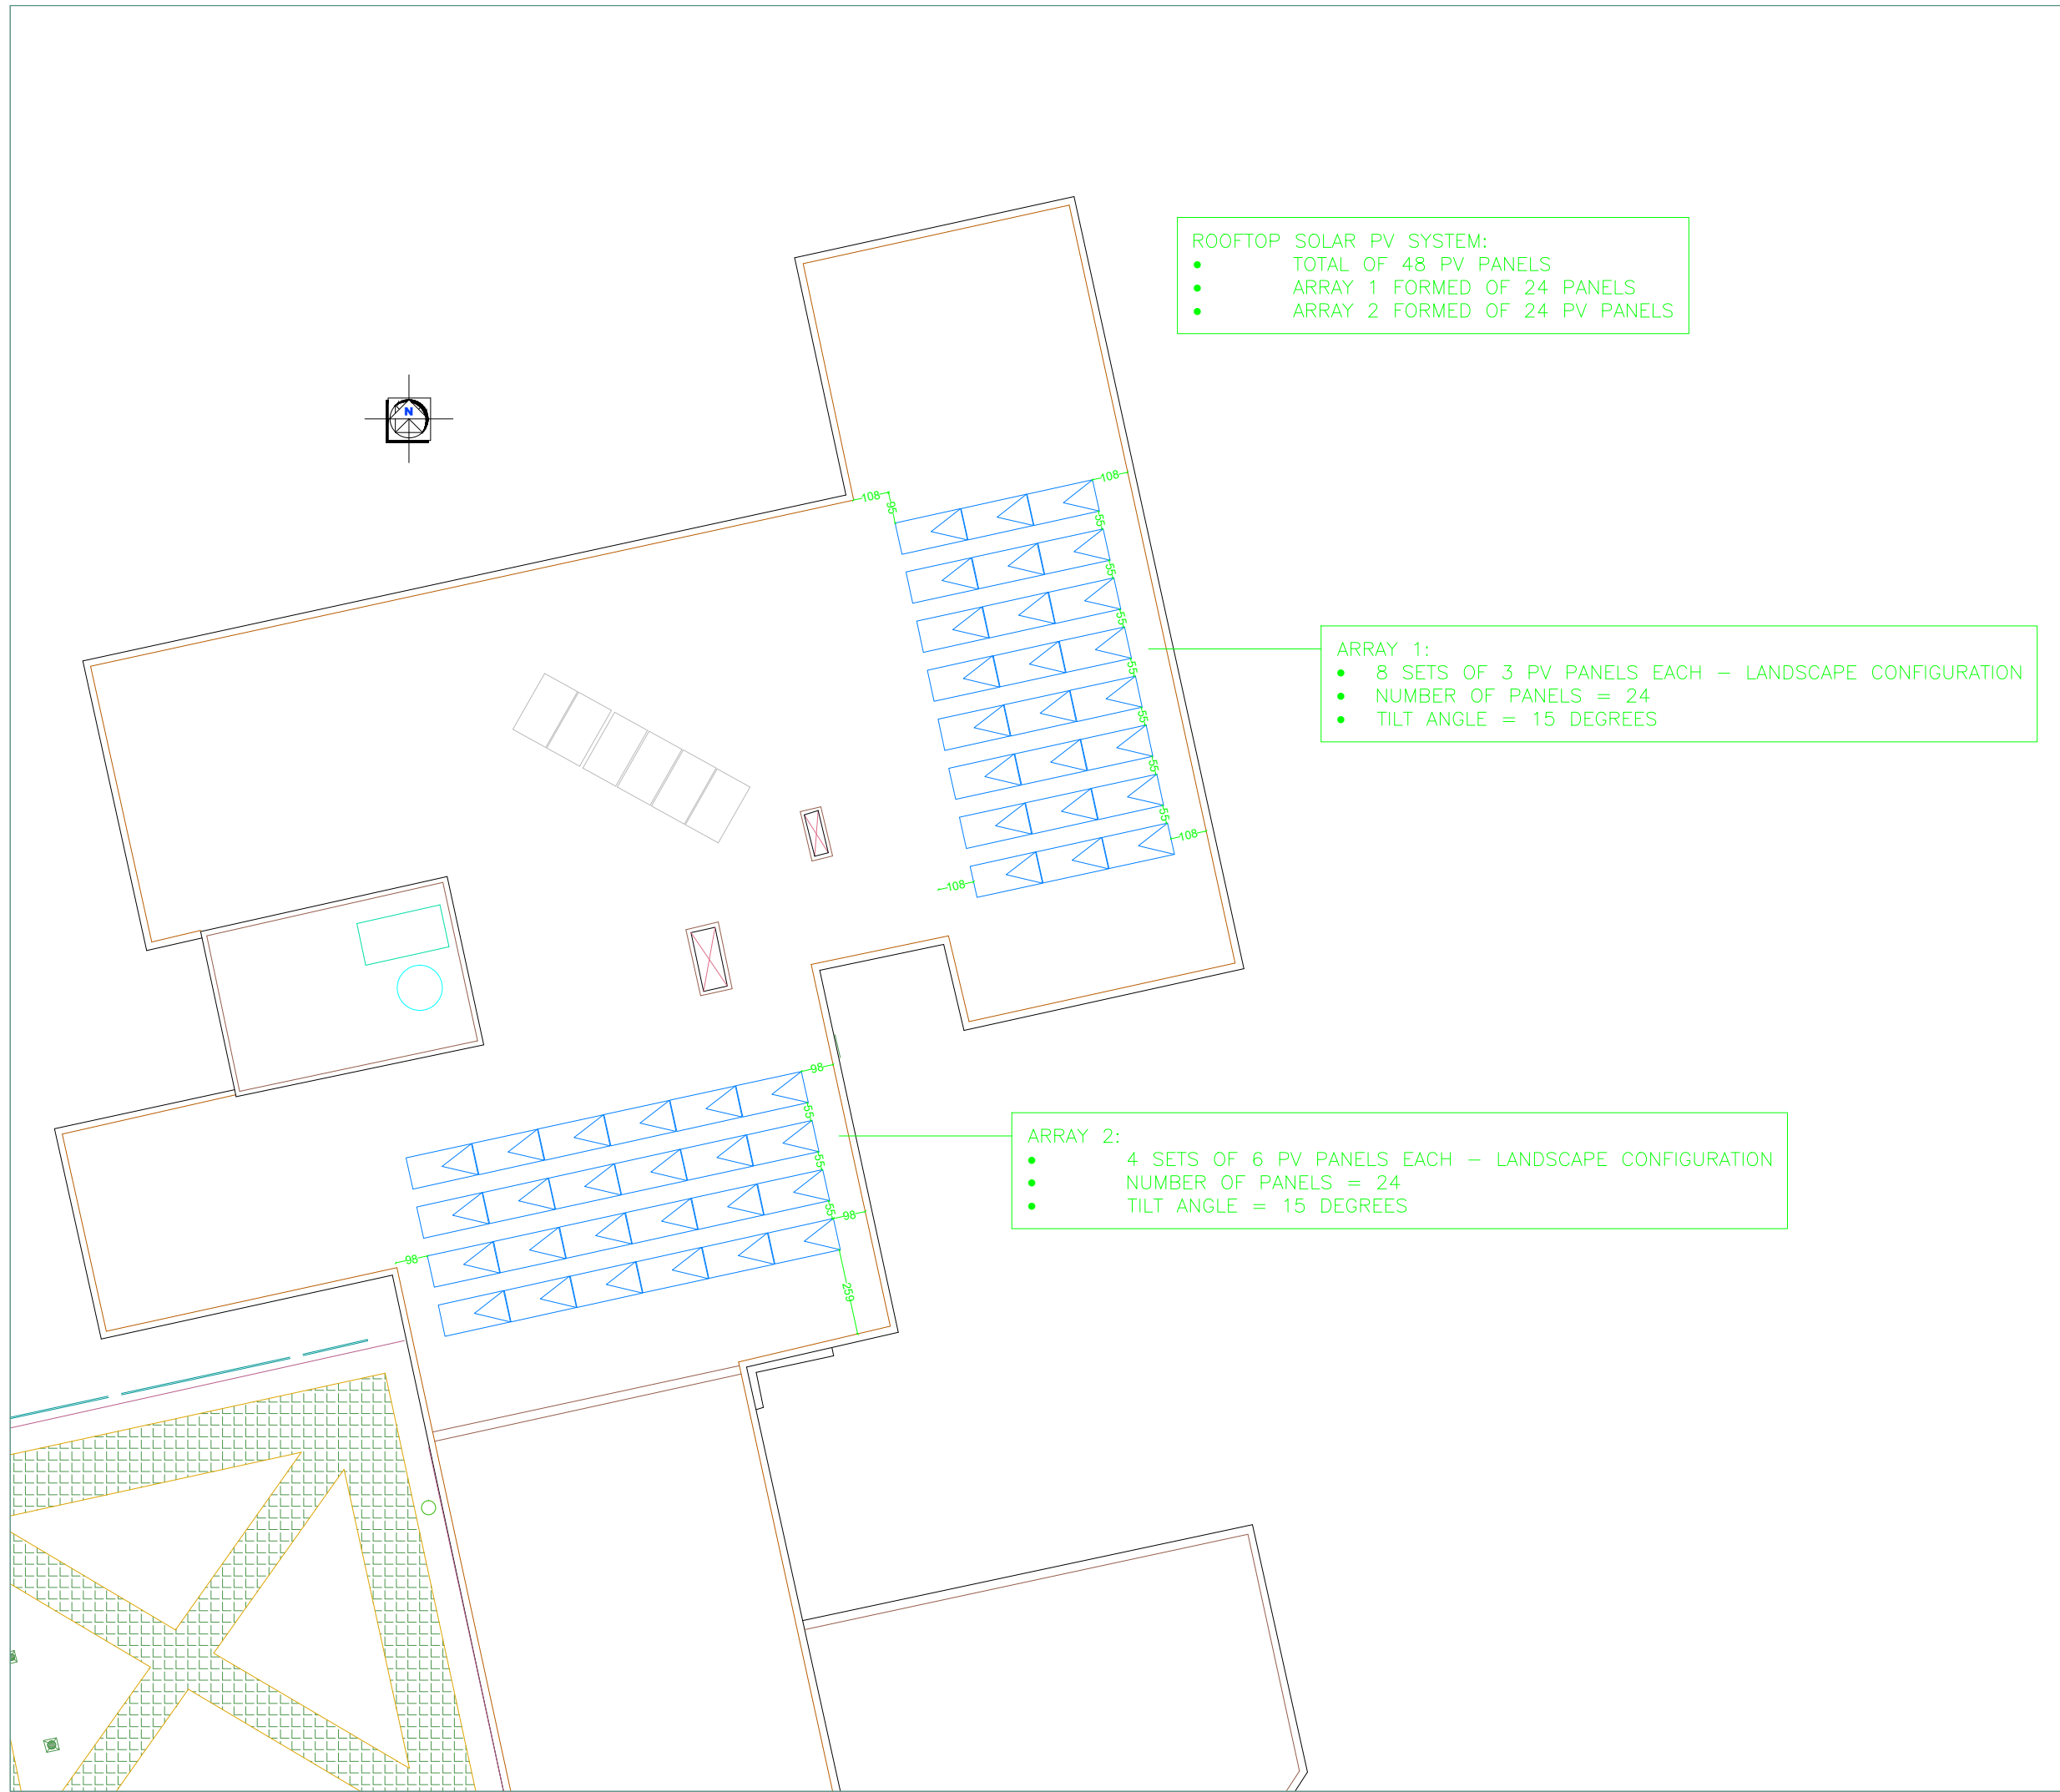 ROOFTOP SOLAR PV SYSTEM:
● TOTAL OF 48 PV PANELS
● ARRAY 1 FORMED OF 24 PANELS
● ARRAY 2 FORMED OF 24 PV PANELS
N
108
108
95
55
55
55
55
55
55
55
108
108
ARRAY 1:
● 8 SETS OF 3 PV PANELS EACH – LANDSCAPE CONFIGURATION
● NUMBER OF PANELS = 24
● TILT ANGLE = 15 DEGREES
98
55
55
55
98
98
259
ARRAY 2:
● 4 SETS OF 6 PV PANELS EACH – LANDSCAPE CONFIGURATION
● NUMBER OF PANELS = 24
● TILT ANGLE = 15 DEGREES